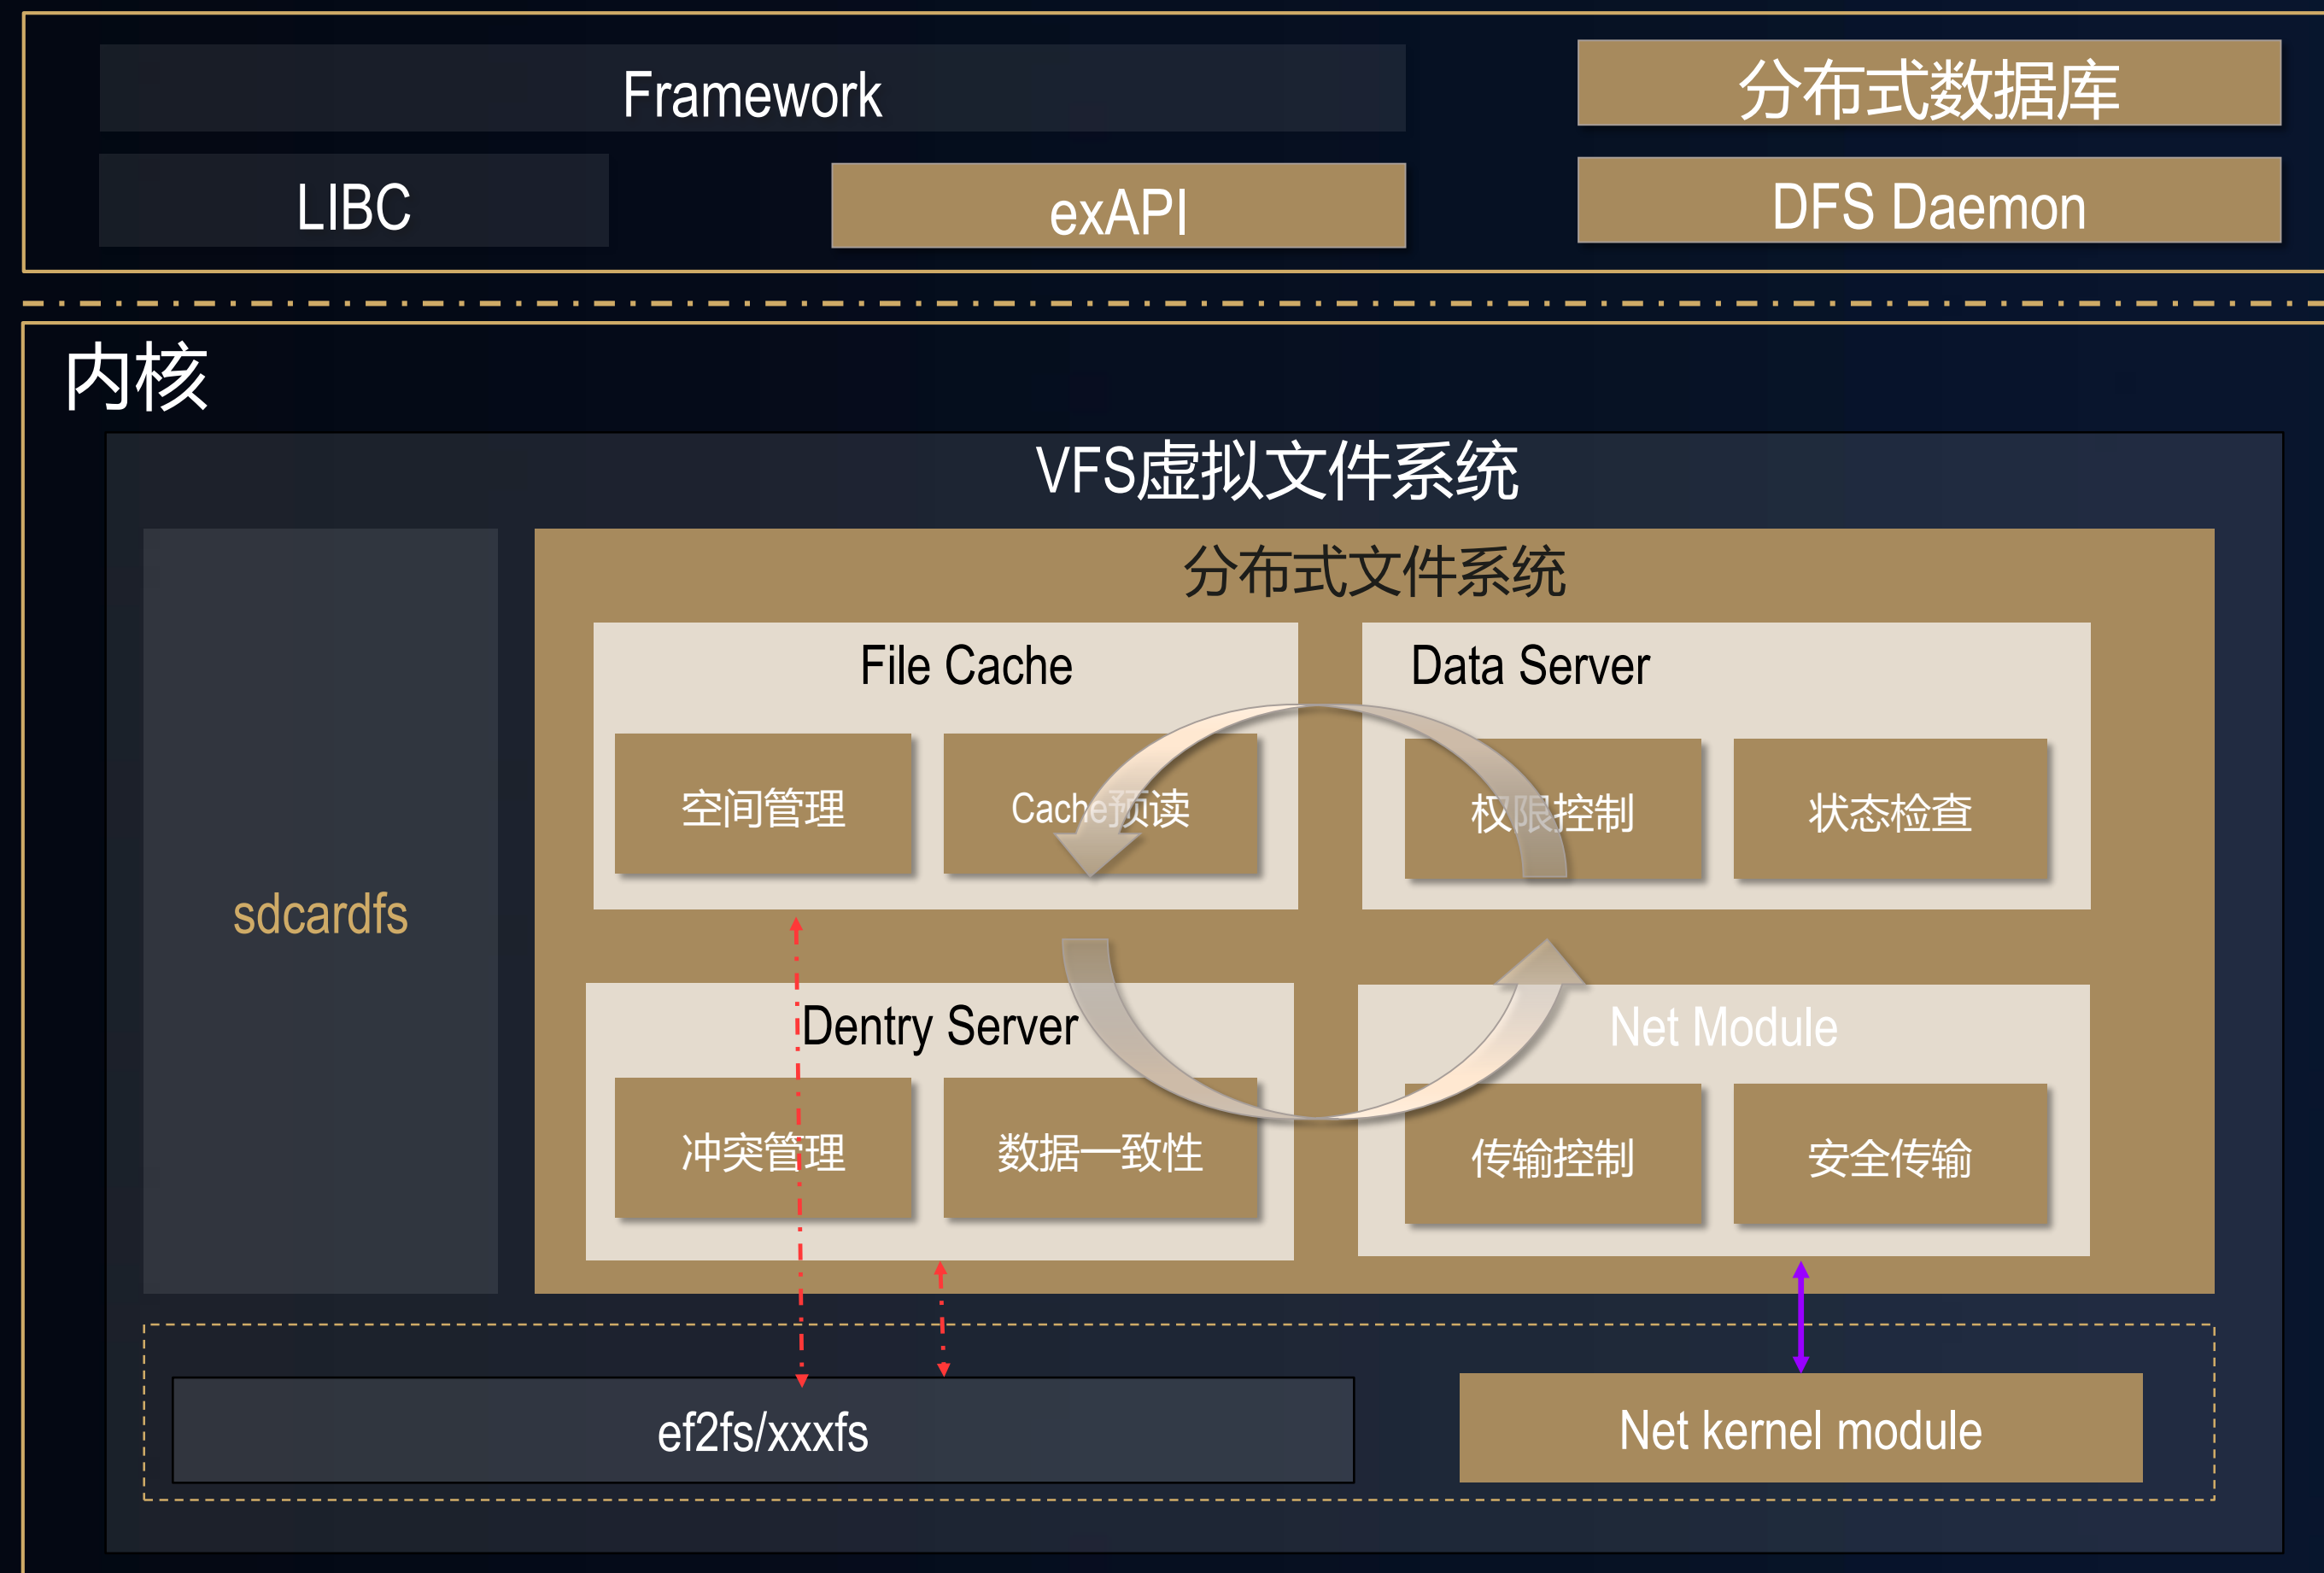 Framework
分布式数据库
LIBC
exAPI
DFS Daemon
内核
VFS虚拟文件系统
分布式文件系统
sdcardfs
File Cache
空间管理
Cache预读
Data Server
权限控制
状态检查
Dentry Server
冲突管理
数据一致性
Net Module
传输控制
安全传输
ef2fs/xxxfs
Net kernel module